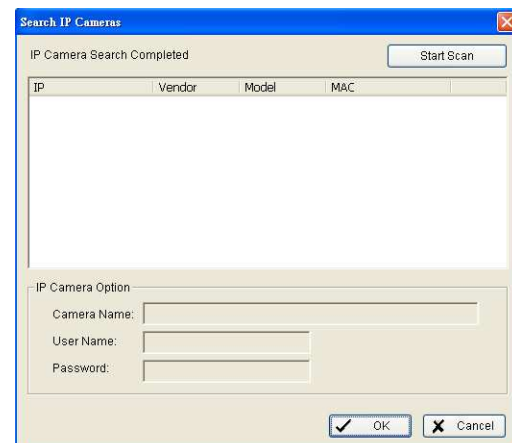 Search IP Cameras
IP Camera Search Completed
Start Scan
IP Vendor Model MAC
IP Camera Option
Camera Name:
User Name:
Password:
OK
Cancel